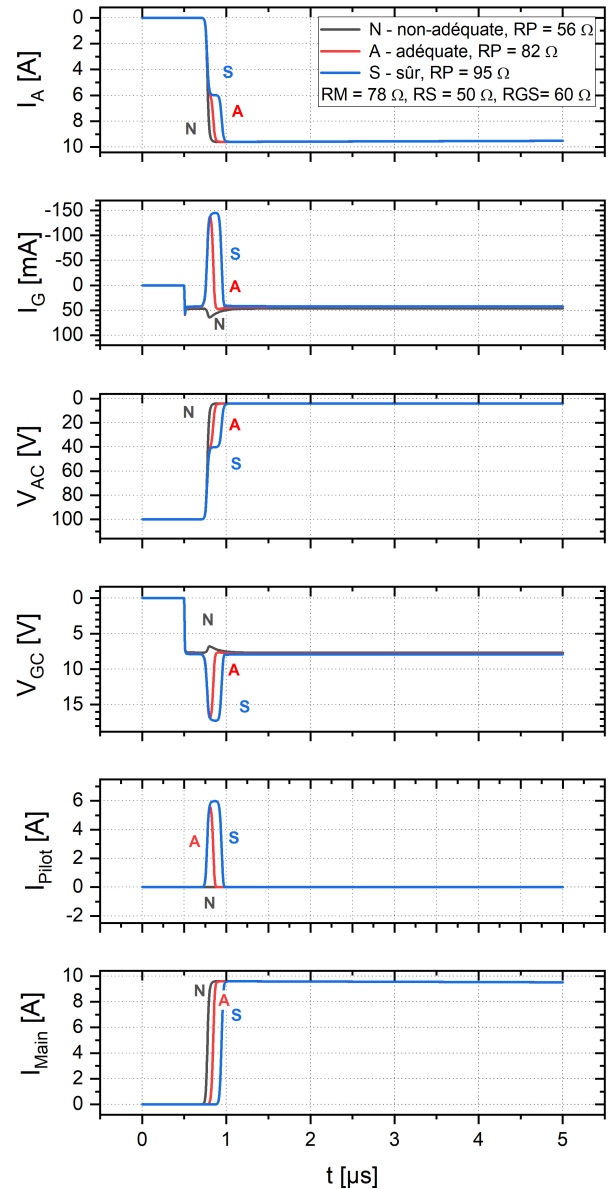 I_A [A]
0
2
4
6
8
10
N - non-adéquate, RP = 56 Ω
A - adéquate, RP = 82 Ω
S - sûr, RP = 95 Ω
RM = 78 Ω, RS = 50 Ω, RGS= 60 Ω
S
A
N
I_G [mA]
-150
-100
-50
0
50
100
S
A
N
V_AC [V]
0
20
40
60
80
100
N
A
S
V_GC [V]
0
5
10
15
N
A
S
I_Pilot [A]
6
4
2
0
-2
A
S
N
I_Main [A]
10
8
6
4
2
0
N
A
S
0 1 2 3 4 5
t [µs]